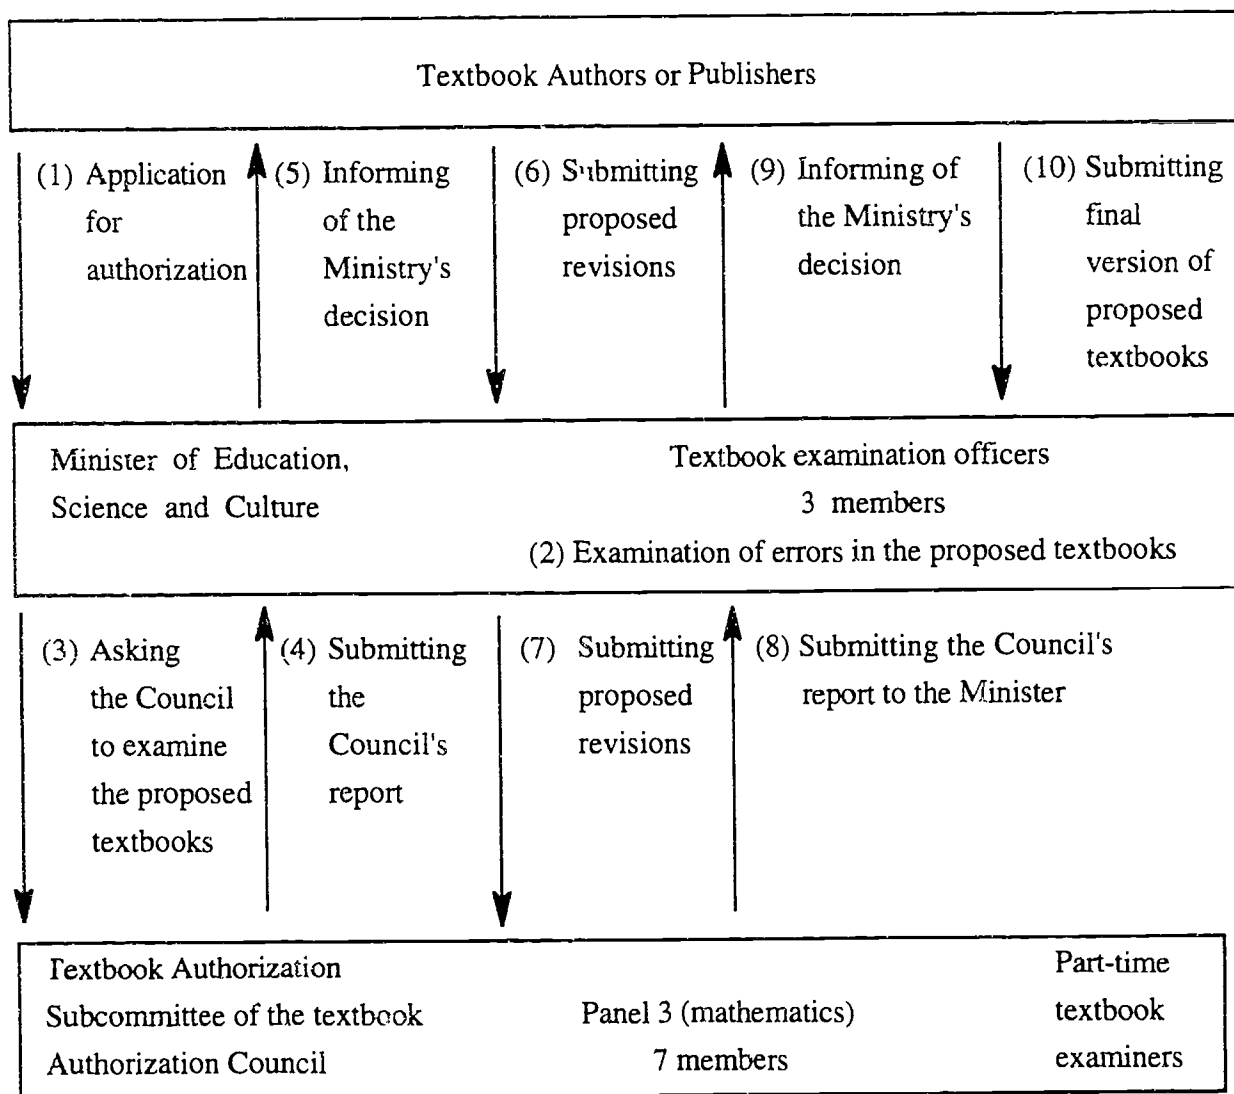 Textbook Authors or Publishers
(1) Application
for
authorization
(5) Informing
of the
Ministry's
decision
(6) Submitting
proposed
revisions
(9) Informing of
the Ministry's
decision
(10) Submitting
final
version of
proposed
textbooks
Minister of Education,
Science and Culture
Textbook examination officers
3 members
(2) Examination of errors in the proposed textbooks
(3) Asking
the Council
to examine
the proposed
textbooks
(4) Submitting
the
Council's
report
(7) Submitting
proposed
revisions
(8) Submitting the Council's
report to the Minister
Textbook Authorization
Subcommittee of the textbook
Authorization Council
Panel 3 (mathematics)
7 members
Part-time
textbook
examiners